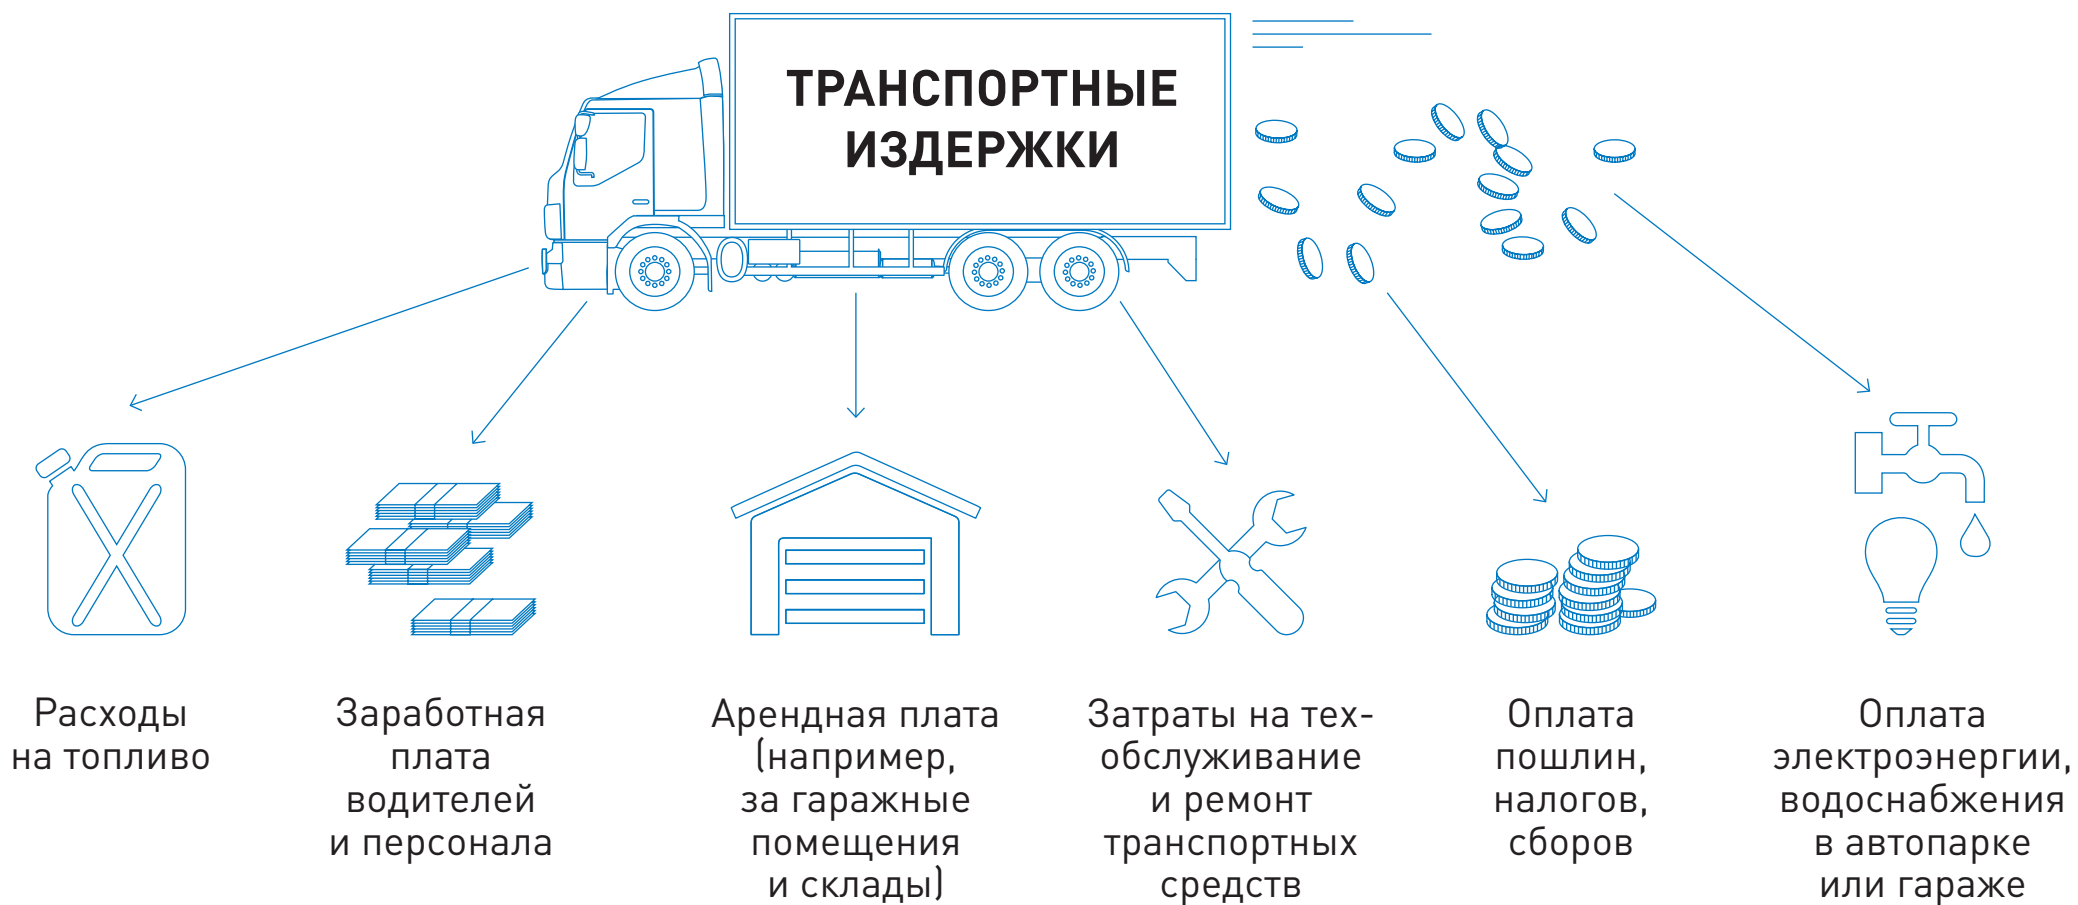 ТРАНСПОРТНЫЕ
ИЗДЕРЖКИ
Расходы
на топливо
Заработная
плата
водителей
и персонала
Арендная плата
(например,
за гаражные
помещения
и склады)
Затраты на тех-
обслуживание
и ремонт
транспортных
средств
Оплата
пошлин,
налогов,
сборов
Оплата
электроэнергии,
водоснабжения
в автопарке
или гараже